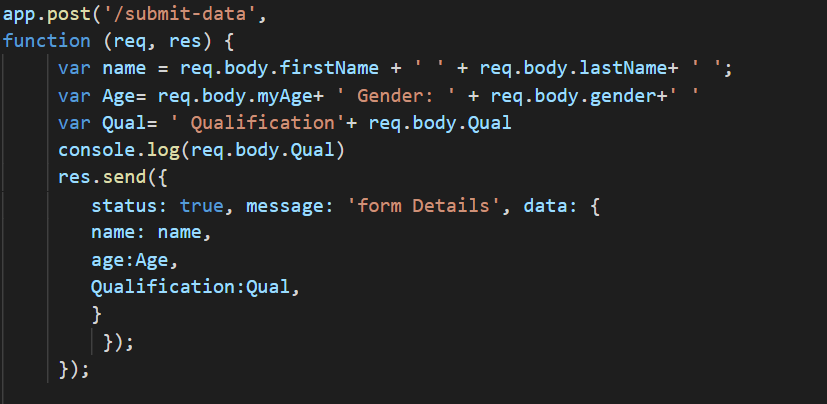 app.post('/submit-data',
function (req, res) {
var name = req.body.firstName + ' ' + req.body.lastName+ ' ';
var Age= req.body.myAge+ ' Gender: ' + req.body.gender+' '
var Qual= ' Qualification'+ req.body.Qual
console.log(req.body.Qual)
res.send({
status: true, message: 'form Details', data: {
name: name,
age:Age,
Qualification:Qual,
}
});
});